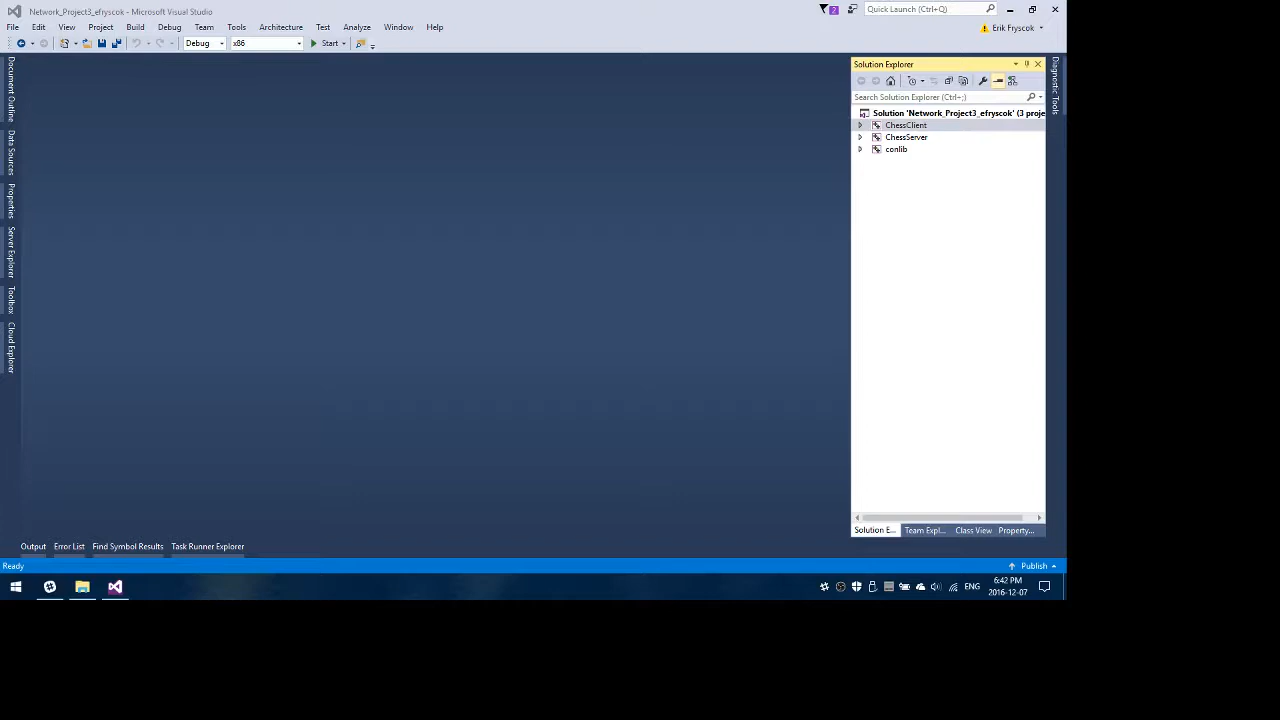 Network_Project3_efryscok - Microsoft Visual Studio
2
Quick Launch (Ctrl+Q)
File Edit View Project Build Debug Team Tools Architecture Test Analyze Window Help
Erik Fryscok
Debug x86 Start
Document Outline
Data Sources
Properties
Server Explorer
Toolbox
Cloud Explorer
Solution Explorer
Search Solution Explorer (Ctrl+;)
Solution 'Network_Project3_efryscok' (3 proje
ChessClient
ChessServer
conlib
Diagnostic Tools
Solution E... Team Expl... Class View Property...
Output Error List Find Symbol Results Task Runner Explorer
Ready
Publish
ENG
6:42 PM
2016-12-07